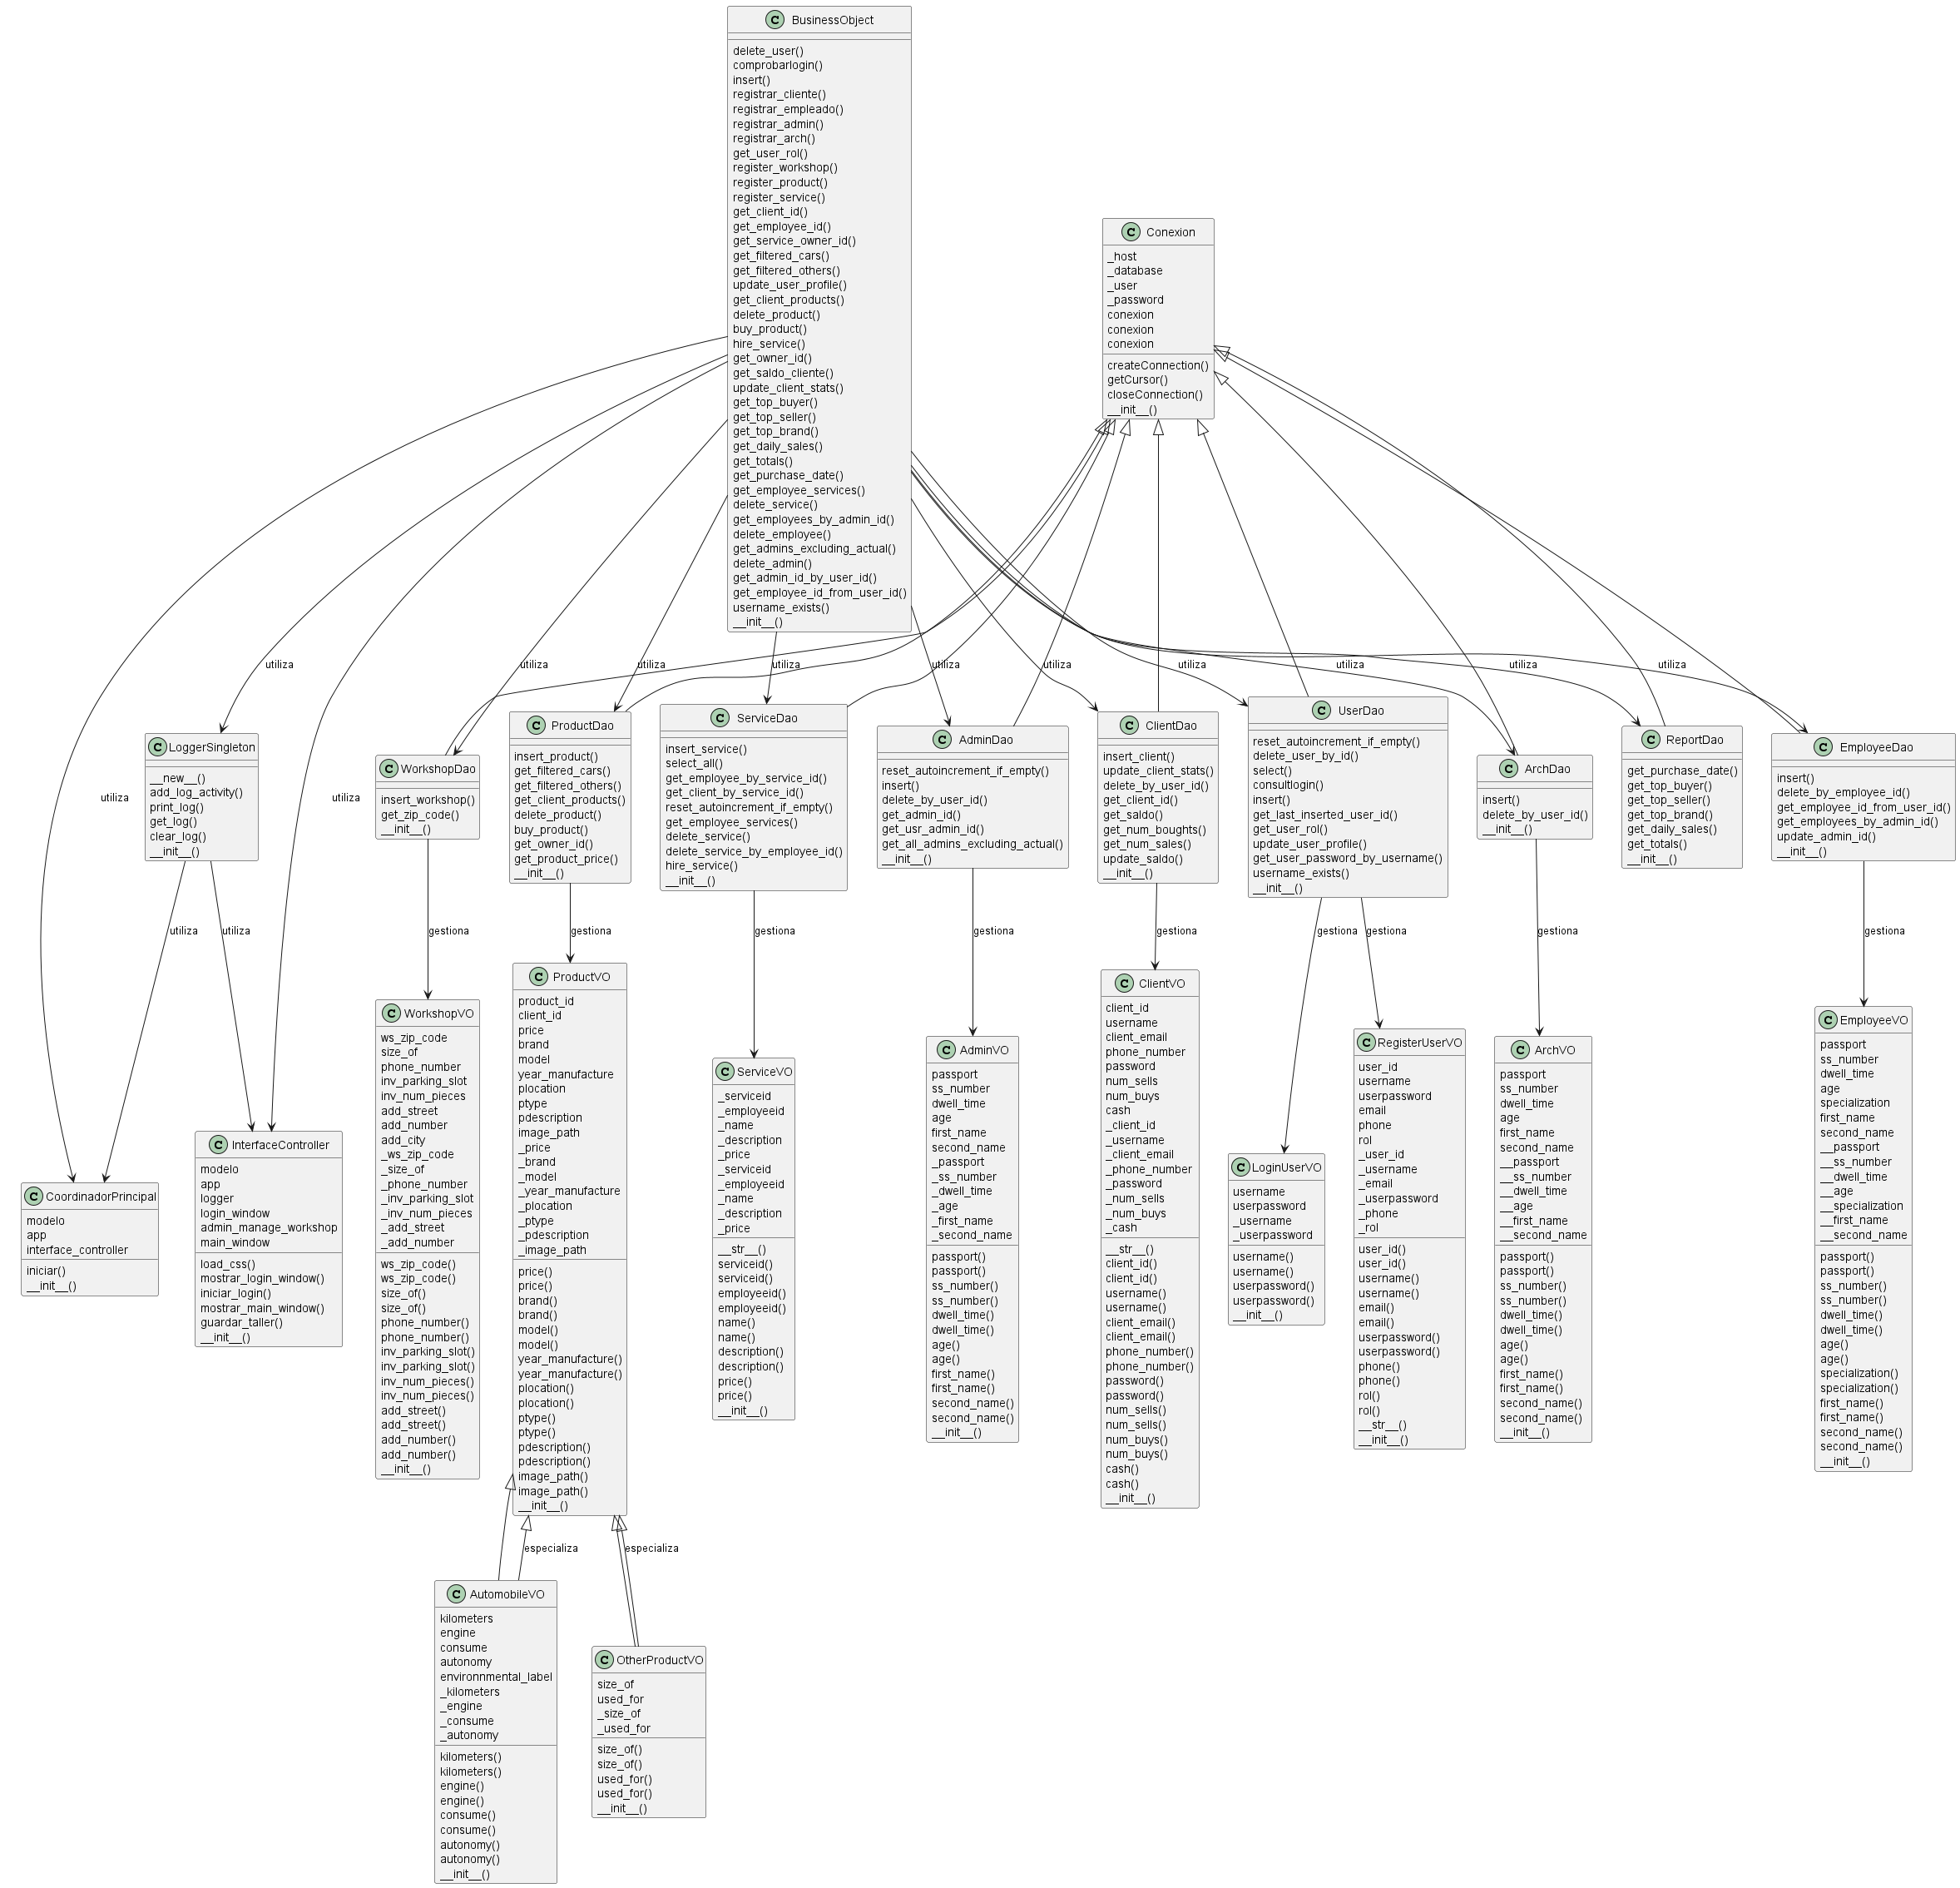 BusinessObject
delete_user()
comprobarlogin()
insert()
registrar_cliente()
registrar_empleado()
registrar_admin()
registrar_arch()
get_user_rol()
register_workshop()
register_product()
register_service()
get_client_id()
get_employee_id()
get_service_owner_id()
get_filtered_cars()
get_filtered_others()
update_user_profile()
get_client_products()
delete_product()
buy_product()
hire_service()
get_owner_id()
get_saldo_cliente()
update_client_stats()
get_top_buyer()
get_top_seller()
get_top_brand()
get_daily_sales()
get_totals()
get_purchase_date()
get_employee_services()
delete_service()
get_employees_by_admin_id()
delete_employee()
get_admins_excluding_actual()
delete_admin()
get_admin_id_by_user_id()
get_employee_id_from_user_id()
username_exists()
__init__()
Conexion
_host
_database
_user
_password
conexion
conexion
conexion
createConnection()
getCursor()
closeConnection()
__init__()
utiliza
utiliza
utiliza
utiliza
utiliza
utiliza
utiliza
utiliza
utiliza
utiliza
utiliza
utiliza
LoggerSingleton
__new__()
add_log_activity()
print_log()
get_log()
clear_log()
__init__()
WorkshopDao
insert_workshop()
get_zip_code()
__init__()
ProductDao
insert_product()
get_filtered_cars()
get_filtered_others()
get_client_products()
delete_product()
buy_product()
get_owner_id()
get_product_price()
__init__()
ServiceDao
insert_service()
select_all()
get_employee_by_service_id()
get_client_by_service_id()
reset_autoincrement_if_empty()
get_employee_services()
delete_service()
delete_service_by_employee_id()
hire_service()
__init__()
AdminDao
reset_autoincrement_if_empty()
insert()
delete_by_user_id()
get_admin_id()
get_usr_admin_id()
get_all_admins_excluding_actual()
__init__()
ClientDao
insert_client()
update_client_stats()
delete_by_user_id()
get_client_id()
get_saldo()
get_num_boughts()
get_num_sales()
update_saldo()
__init__()
UserDao
reset_autoincrement_if_empty()
delete_user_by_id()
select()
consultlogin()
insert()
get_last_inserted_user_id()
get_user_rol()
update_user_profile()
get_user_password_by_username()
username_exists()
__init__()
ArchDao
insert()
delete_by_user_id()
__init__()
ReportDao
get_purchase_date()
get_top_buyer()
get_top_seller()
get_top_brand()
get_daily_sales()
get_totals()
__init__()
EmployeeDao
insert()
delete_by_employee_id()
get_employee_id_from_user_id()
get_employees_by_admin_id()
update_admin_id()
__init__()
utiliza
utiliza
gestiona
gestiona
gestiona
gestiona
gestiona
gestiona
gestiona
gestiona
gestiona
CoordinadorPrincipal
modelo
app
interface_controller
iniciar()
__init__()
InterfaceController
modelo
app
logger
login_window
admin_manage_workshop
main_window
load_css()
mostrar_login_window()
iniciar_login()
mostrar_main_window()
guardar_taller()
__init__()
WorkshopVO
ws_zip_code
size_of
phone_number
inv_parking_slot
inv_num_pieces
add_street
add_number
add_city
_ws_zip_code
_size_of
_phone_number
_inv_parking_slot
_inv_num_pieces
_add_street
_add_number
ws_zip_code()
ws_zip_code()
size_of()
size_of()
phone_number()
phone_number()
inv_parking_slot()
inv_parking_slot()
inv_num_pieces()
inv_num_pieces()
add_street()
add_street()
add_number()
add_number()
__init__()
ProductVO
product_id
client_id
price
brand
model
year_manufacture
plocation
ptype
pdescription
image_path
_price
_brand
_model
_year_manufacture
_plocation
_ptype
_pdescription
_image_path
price()
price()
brand()
brand()
model()
model()
year_manufacture()
year_manufacture()
plocation()
plocation()
ptype()
ptype()
pdescription()
pdescription()
image_path()
image_path()
__init__()
ServiceVO
_serviceid
_employeeid
_name
_description
_price
_serviceid
_employeeid
_name
_description
_price
__str__()
serviceid()
serviceid()
employeeid()
employeeid()
name()
name()
description()
description()
price()
price()
__init__()
AdminVO
passport
ss_number
dwell_time
age
first_name
second_name
_passport
_ss_number
_dwell_time
_age
_first_name
_second_name
passport()
passport()
ss_number()
ss_number()
dwell_time()
dwell_time()
age()
age()
first_name()
first_name()
second_name()
second_name()
__init__()
ClientVO
client_id
username
client_email
phone_number
password
num_sells
num_buys
cash
_client_id
_username
_client_email
_phone_number
_password
_num_sells
_num_buys
_cash
__str__()
client_id()
client_id()
username()
username()
client_email()
client_email()
phone_number()
phone_number()
password()
password()
num_sells()
num_sells()
num_buys()
num_buys()
cash()
cash()
__init__()
LoginUserVO
username
userpassword
_username
_userpassword
username()
username()
userpassword()
userpassword()
__init__()
RegisterUserVO
user_id
username
userpassword
email
phone
rol
_user_id
_username
_email
_userpassword
_phone
_rol
user_id()
user_id()
username()
username()
email()
email()
userpassword()
userpassword()
phone()
phone()
rol()
rol()
__str__()
__init__()
ArchVO
passport
ss_number
dwell_time
age
first_name
second_name
__passport
__ss_number
__dwell_time
__age
__first_name
__second_name
passport()
passport()
ss_number()
ss_number()
dwell_time()
dwell_time()
age()
age()
first_name()
first_name()
second_name()
second_name()
__init__()
EmployeeVO
passport
ss_number
dwell_time
age
specialization
first_name
second_name
__passport
__ss_number
__dwell_time
__age
__specialization
__first_name
__second_name
passport()
passport()
ss_number()
ss_number()
dwell_time()
dwell_time()
age()
age()
specialization()
specialization()
first_name()
first_name()
second_name()
second_name()
__init__()
especializa
especializa
AutomobileVO
kilometers
engine
consume
autonomy
environnmental_label
_kilometers
_engine
_consume
_autonomy
kilometers()
kilometers()
engine()
engine()
consume()
consume()
autonomy()
autonomy()
__init__()
OtherProductVO
size_of
used_for
_size_of
_used_for
size_of()
size_of()
used_for()
used_for()
__init__()